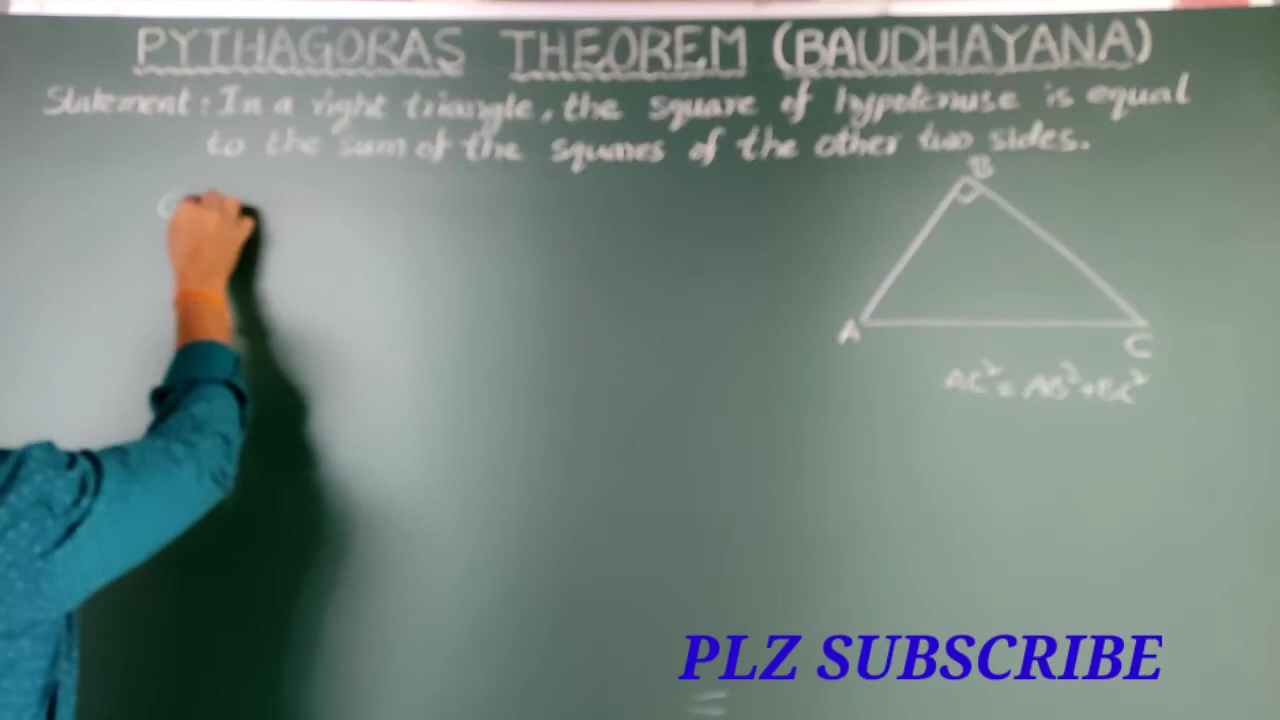 PYTHAGORAS THEOREM (BAUDHAYANA)
Statement: In a right triangle, the square of hypotenuse is equal
to the sum of the squares of the other two sides.
B
A
C
AC² = AB² + BC²
PLZ SUBSCRIBE